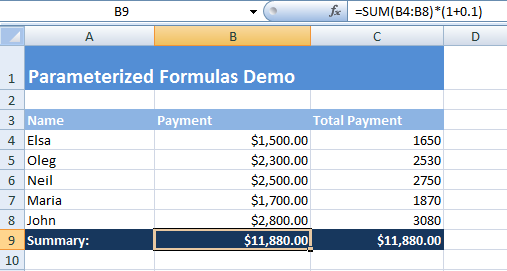 B9 fx =SUM(B4:B8)*(1+0.1)
A B C D
1 Parameterized Formulas Demo
2
3 Name Payment Total Payment
4 Elsa $1,500.00 1650
5 Oleg $2,300.00 2530
6 Neil $2,500.00 2750
7 Maria $1,700.00 1870
8 John $2,800.00 3080
9 Summary: $11,880.00 $11,880.00
10